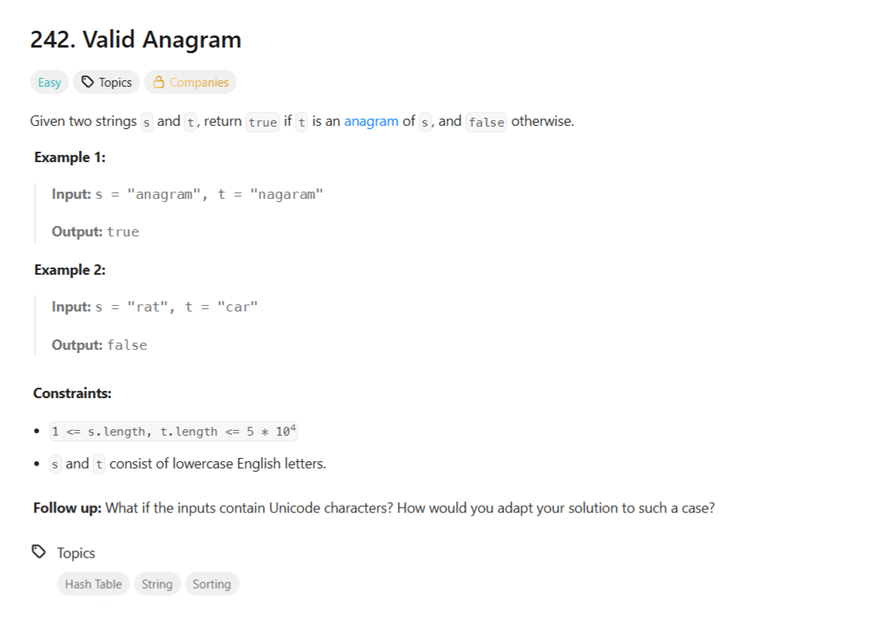 242. Valid Anagram
Easy Topics Companies
Given two strings s and t, return true if t is an anagram of s, and false otherwise.
Example 1:
Input: s = "anagram", t = "nagaram"
Output: true
Example 2:
Input: s = "rat", t = "car"
Output: false
Constraints:
• 1 <= s.length, t.length <= 5 * 10⁴
• s and t consist of lowercase English letters.
Follow up: What if the inputs contain Unicode characters? How would you adapt your solution to such a case?
Topics
Hash Table String Sorting